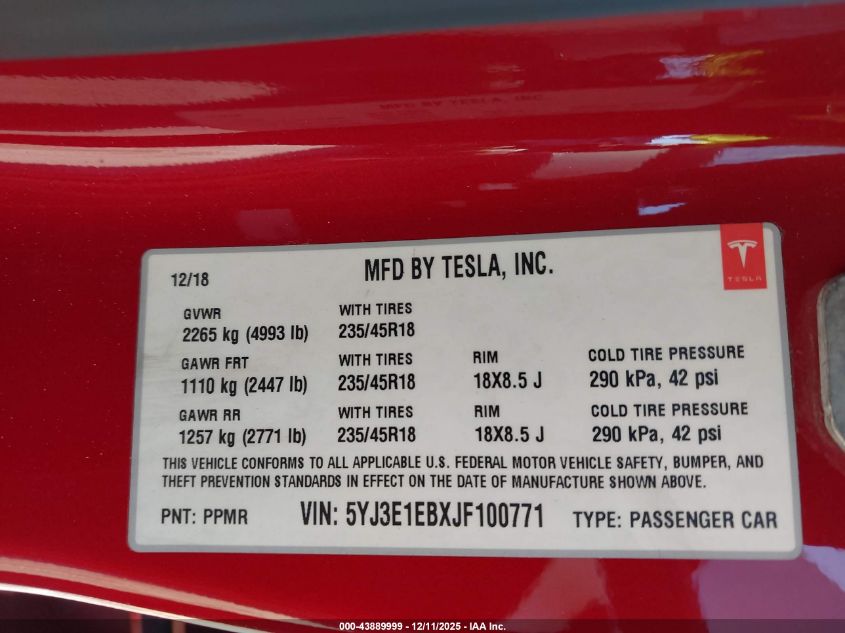 MFD BY TESLA, INC
12/18
MFD BY TESLA, INC.
TESLA
GVWR
WITH TIRES
2265 kg (4993 lb)
235/45R18
GAWR FRT
WITH TIRES
RIM
COLD TIRE PRESSURE
1110 kg (2447 lb)
235/45R18
18X8.5 J
290 kPa, 42 psi
GAWR RR
WITH TIRES
RIM
COLD TIRE PRESSURE
1257 kg (2771 lb)
235/45R18
18X8.5 J
290 kPa, 42 psi
THIS VEHICLE CONFORMS TO ALL APPLICABLE U.S. FEDERAL MOTOR VEHICLE SAFETY, BUMPER, AND
THEFT PREVENTION STANDARDS IN EFFECT ON THE DATE OF MANUFACTURE SHOWN ABOVE.
PNT: PPMR
VIN: 5YJ3E1EBXJF100771
TYPE: PASSENGER CAR
000-43889999 - 12/11/2025 - IAA Inc.